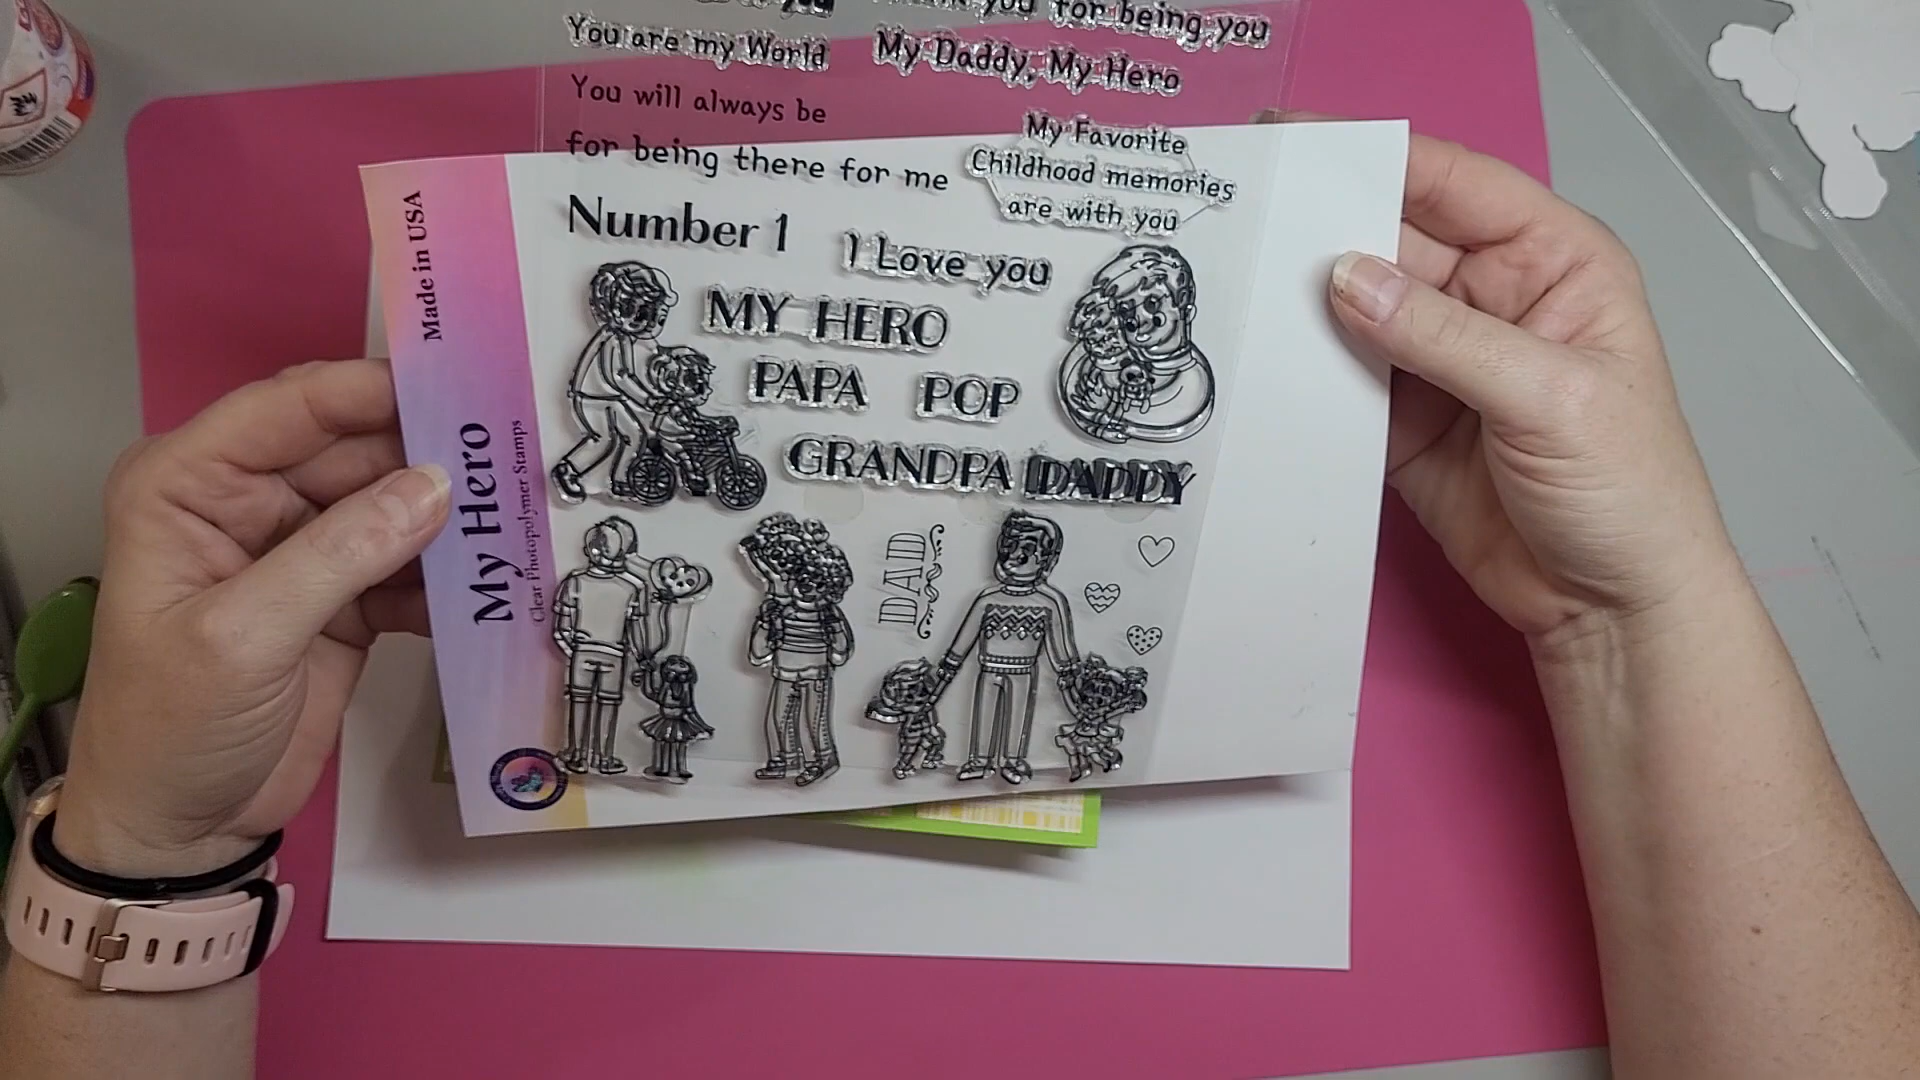 you for being you
You are my World
My Daddy, My Hero
You will always be
for being there for me
My Favorite
Childhood memories
are with you
Number 1
I Love you
MY HERO
PAPA POP
GRANDPA DADDY
DAD
Made in USA
My Hero
Clear Photopolymer Stamps